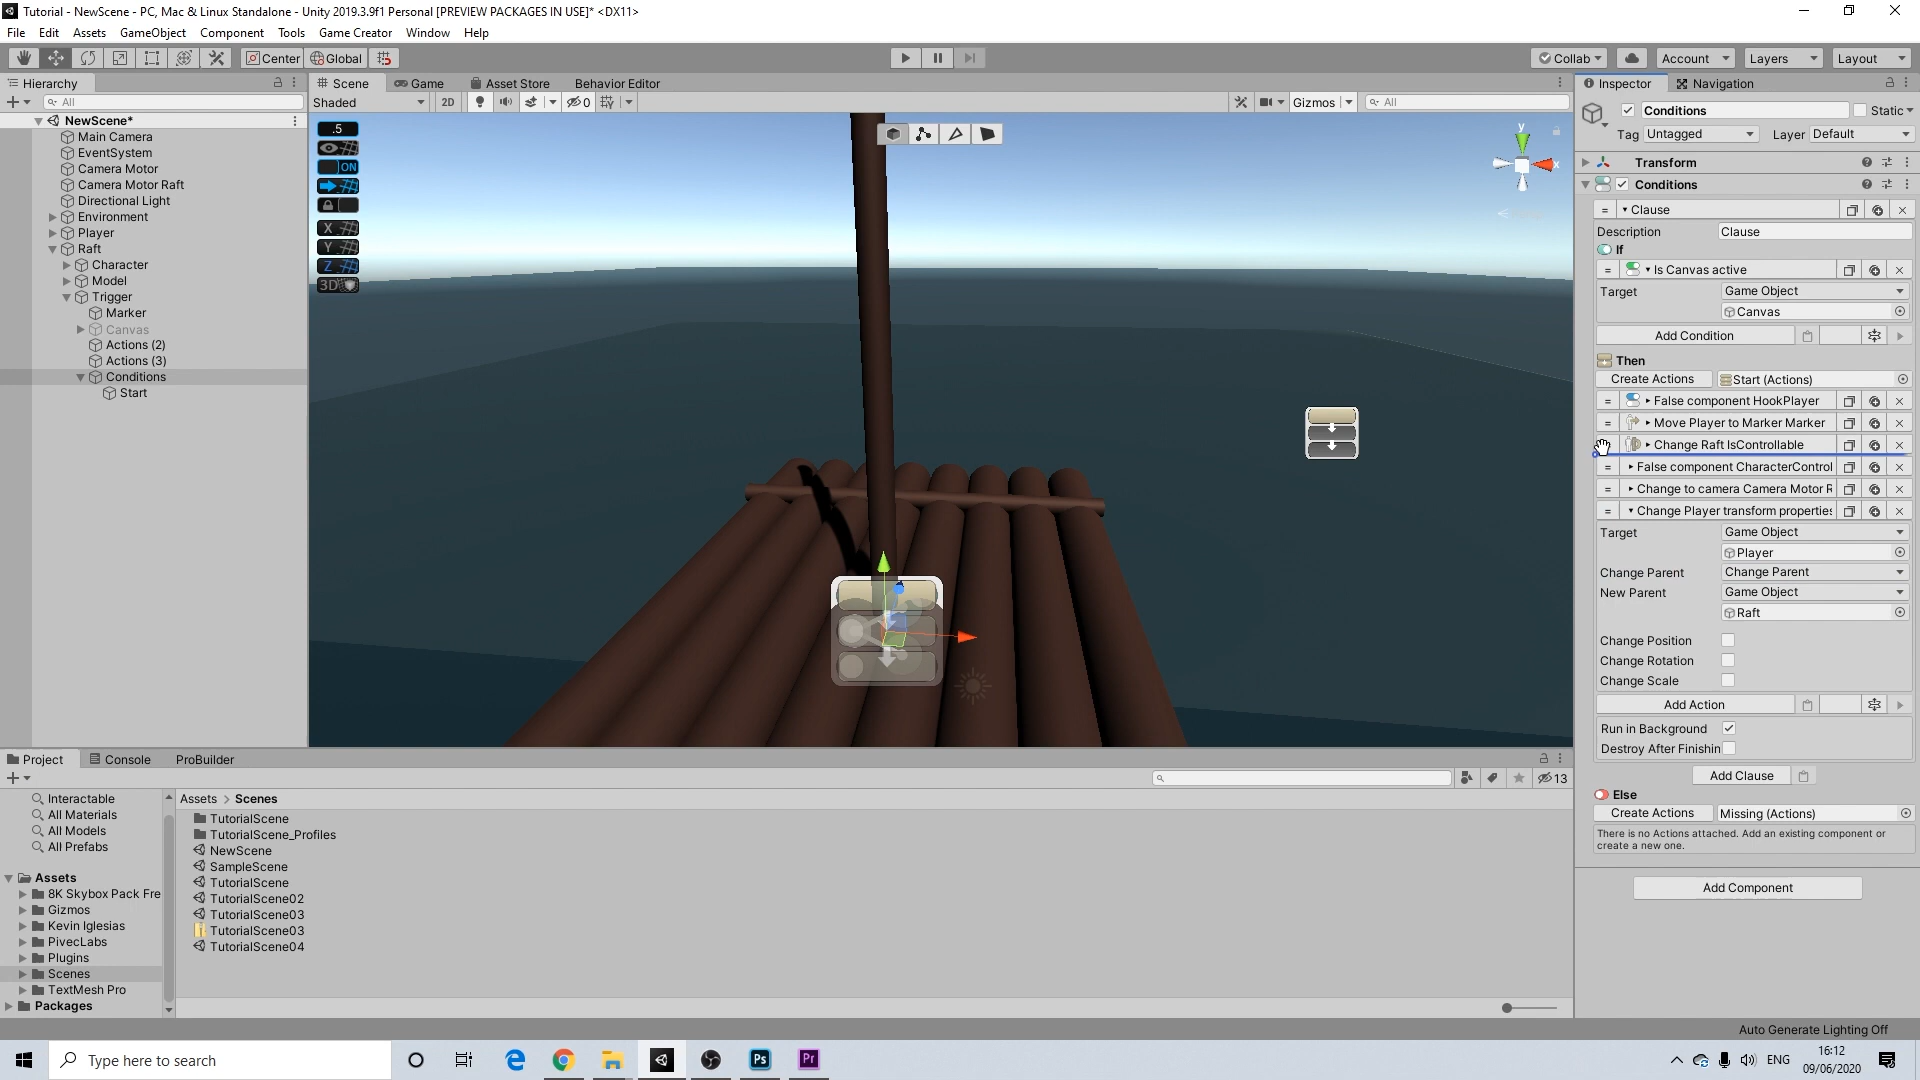 Tutorial - NewScene - PC, Mac & Linux Standalone - Unity 2019.3.9f1 Personal [PREVIEW PACKAGES IN USE]* <DX11>
File Edit Assets GameObject Component Tools Game Creator Window Help
Center Global Collab Account Layers Layout
Hierarchy
All
NewScene*
Main Camera
EventSystem
Camera Motor
Camera Motor Raft
Directional Light
Environment
Player
Raft
Character
Model
Trigger
Marker
Canvas
Actions (2)
Actions (3)
Conditions
Start
Scene Game Asset Store Behavior Editor
Shaded 2D 0 Gizmos All
.5
ON
X
Y
Z
3D
y
x
Inspector Navigation
Conditions Static
Tag Untagged Layer Default
Transform
Conditions
Clause
Description Clause
If
Is Canvas active
Target Game Object
Canvas
Add Condition
Then
Create Actions Start (Actions)
False component HookPlayer
Move Player to Marker Marker
Change Raft IsControllable
False component CharacterControl
Change to camera Camera Motor R
Change Player transform properties
Target Game Object
Player
Change Parent Change Parent
New Parent Game Object
Raft
Change Position
Change Rotation
Change Scale
Add Action
Run in Background
Destroy After Finishin
Add Clause
Else
Create Actions Missing (Actions)
There is no Actions attached. Add an existing component or
create a new one.
Add Component
Project Console ProBuilder
13
Interactable
All Materials
All Models
All Prefabs
Assets
8K Skybox Pack Fre
Gizmos
Kevin Iglesias
PivecLabs
Plugins
Scenes
TextMesh Pro
Packages
Assets > Scenes
TutorialScene
TutorialScene_Profiles
NewScene
SampleScene
TutorialScene
TutorialScene02
TutorialScene03
TutorialScene03
TutorialScene04
Auto Generate Lighting Off
Type here to search
Ps
Pr
ENG
16:12
09/06/2020